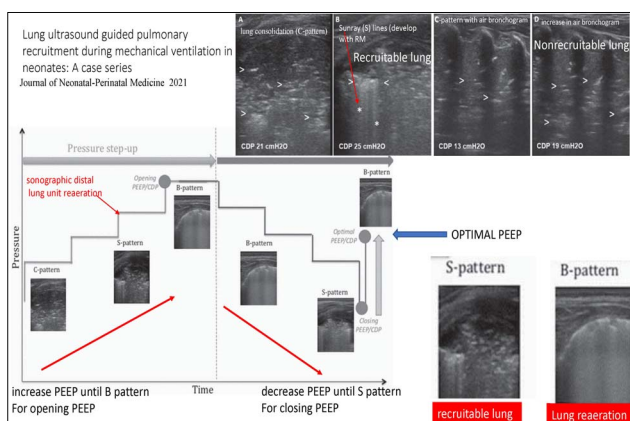 Lung ultrasound guided pulmonary
recruitment during mechanical ventilation in
neonates: A case series
Journal of Neonatal-Perinatal Medicine 2021
A
lung consolidation (C-pattern)
CDP 21 cmH2O
B
Sunray (S) lines (develop
with RM
Recruitable lung
CDP 25 cmH2O
C
C-pattern with air bronchogram
CDP 13 cmH2O
D
increase in air bronchogram
Nonrecruitable lung
CDP 19 cmH2O
Pressure step-up
sonographic distal
lung unit reaeration
Opening
PEEP/CDP
B-pattern
B-pattern
Pressure
C-pattern
S-pattern
B-pattern
S-pattern
Optimal
PEEP/CDP
Closing
PEEP/CDP
OPTIMAL PEEP
S-pattern
B-pattern
recruitable lung
Lung reaeration
Time
increase PEEP until B pattern
For opening PEEP
decrease PEEP until S pattern
For closing PEEP